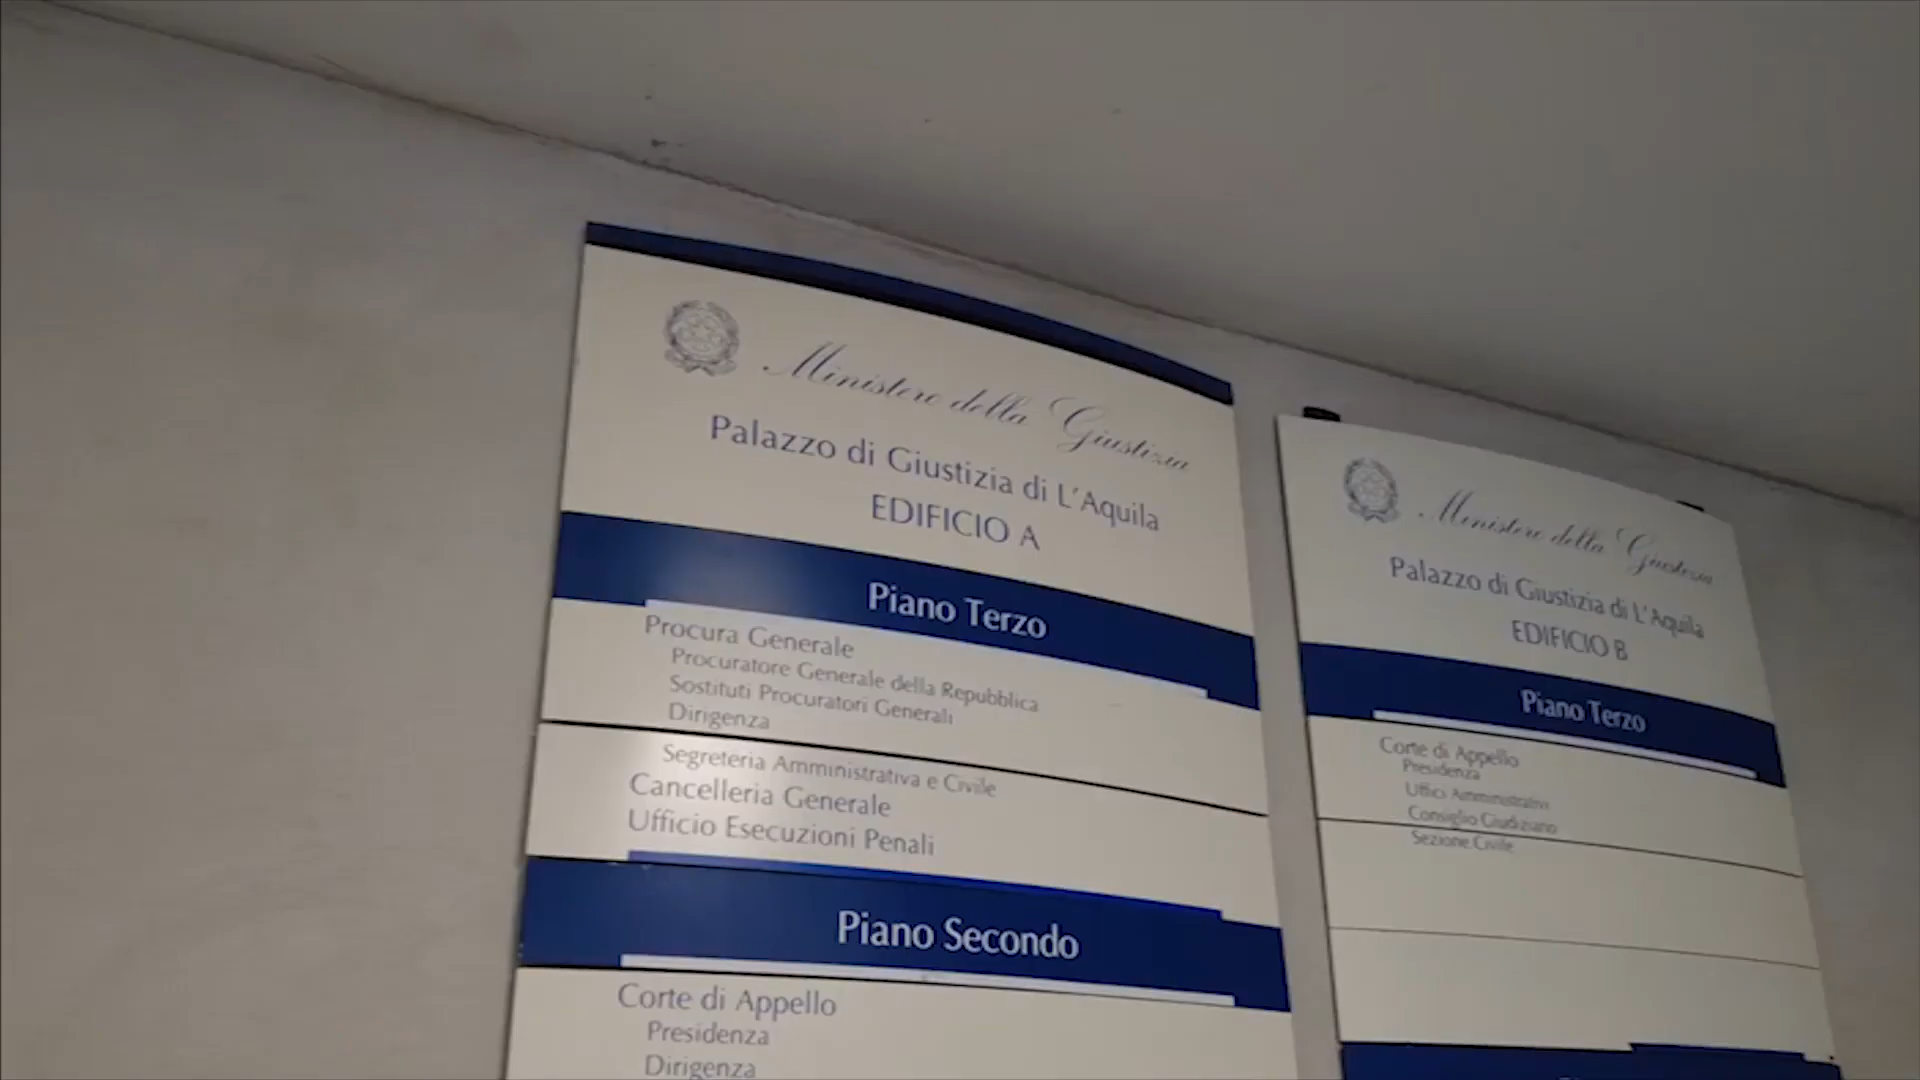 Ministero della Giustizia
Palazzo di Giustizia di L'Aquila
EDIFICIO A
Piano Terzo
Procura Generale
Procuratore Generale della Repubblica
Sostituti Procuratori Generali
Dirigenza
Segreteria Amministrativa e Civile
Cancelleria Generale
Ufficio Esecuzioni Penali
Piano Secondo
Corte di Appello
Presidenza
Dirigenza
Ministero della Giustizia
Palazzo di Giustizia di L'Aquila
EDIFICIO B
Piano Terzo
Corte di Appello
Presidenza
Uffici Amministrativi
Consiglio Giudiziario
Sezione Civile